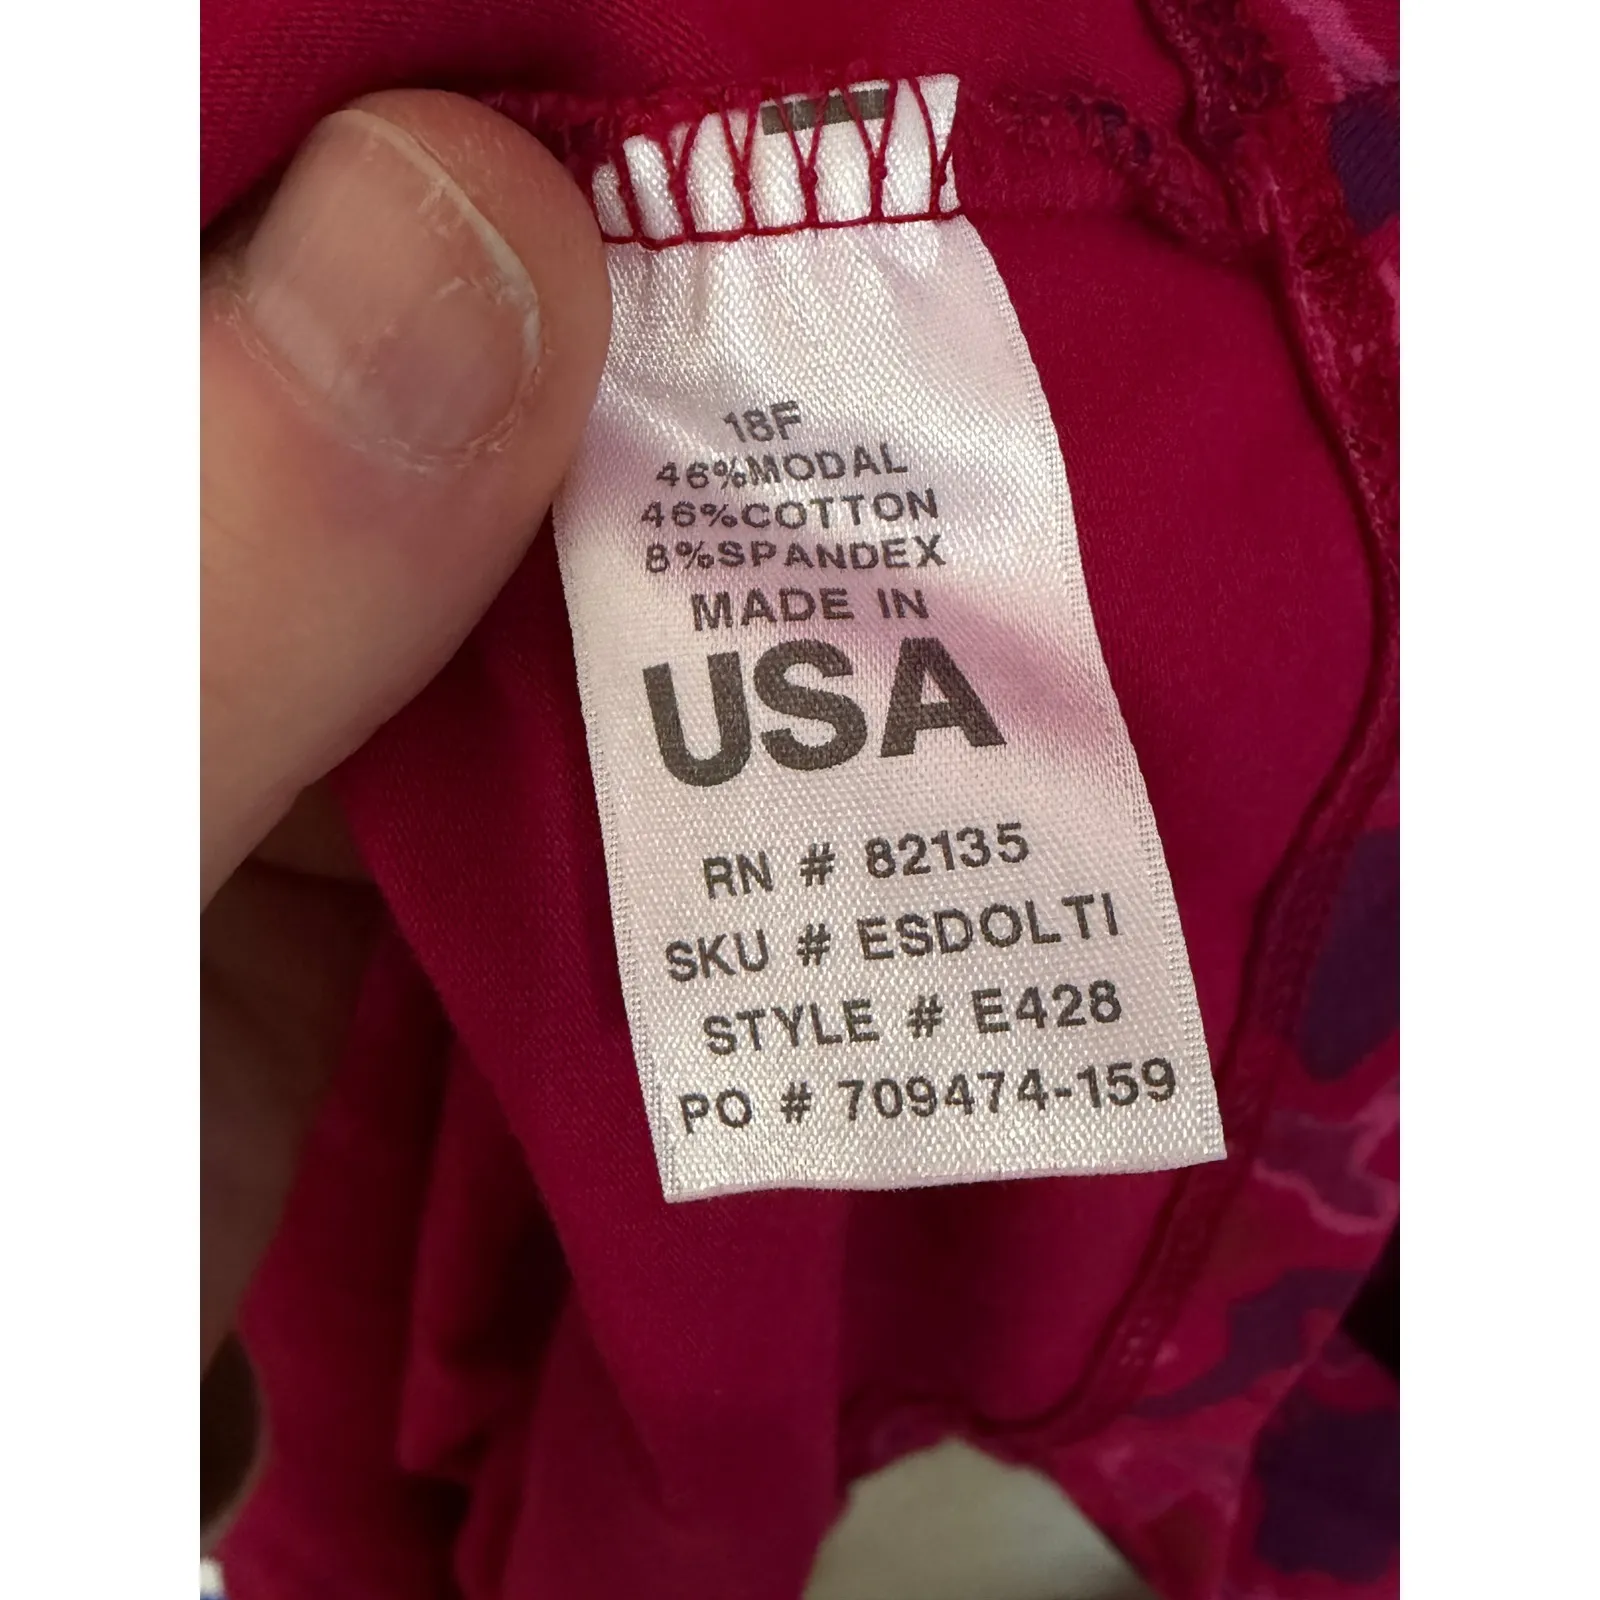 18F
46%MODAL
46%COTTON
8%SPANDEX
MADE IN
USA
RN # 82135
SKU # ESDOLTI
STYLE # E428
PO # 709474-159